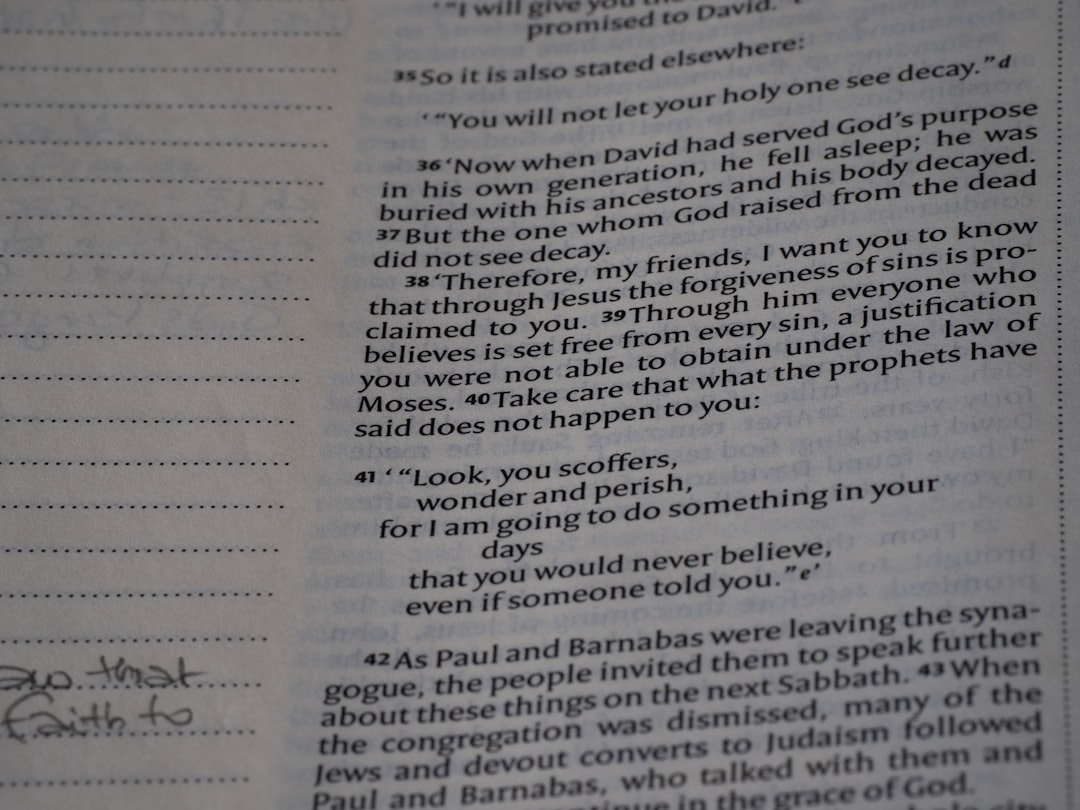 ' "I will give you the
promised to David.
35 So it is also stated elsewhere:
' "You will not let your holy one see decay." d
36 'Now when David had served God's purpose
in his own generation, he fell asleep; he was
buried with his ancestors and his body decayed.
37 But the one whom God raised from the dead
did not see decay.
38 'Therefore, my friends, I want you to know
that through Jesus the forgiveness of sins is pro-
claimed to you. 39 Through him everyone who
believes is set free from every sin, a justification
you were not able to obtain under the law of
Moses. 40 Take care that what the prophets have
said does not happen to you:
41 ' "Look, you scoffers,
wonder and perish,
for I am going to do something in your
days
that you would never believe,
even if someone told you." e '
42 As Paul and Barnabas were leaving the syna-
gogue, the people invited them to speak further
about these things on the next Sabbath. 43 When
the congregation was dismissed, many of the
Jews and devout converts to Judaism followed
Paul and Barnabas, who talked with them and
in the grace of God.
that
faith to